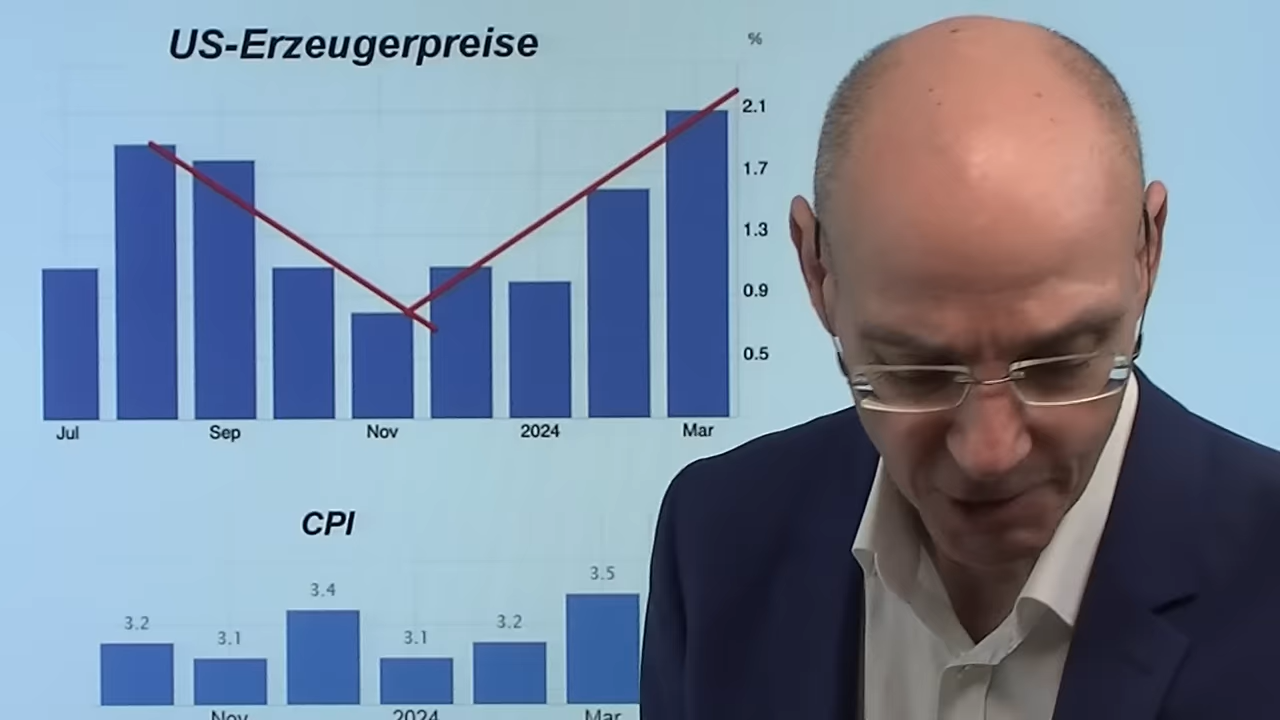 US-Erzeugerpreise
%
2.1
1.7
1.3
0.9
0.5
Jul Sep Nov 2024 Mar
CPI
3.2 3.1 3.4 3.1 3.2 3.5
Nov 2024 Mar